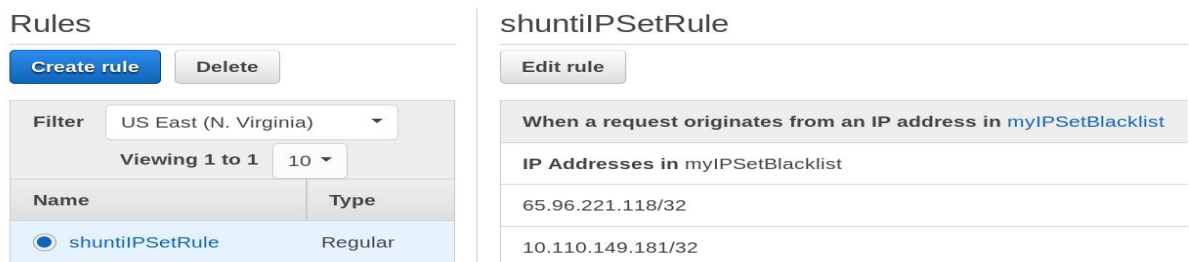 Rules
Create rule Delete
Filter US East (N. Virginia)
Viewing 1 to 1 10
Name Type
shuntiIPSetRule Regular
shuntiIPSetRule
Edit rule
When a request originates from an IP address in myIPSetBlacklist
IP Addresses in myIPSetBlacklist
65.96.221.118/32
10.110.149.181/32